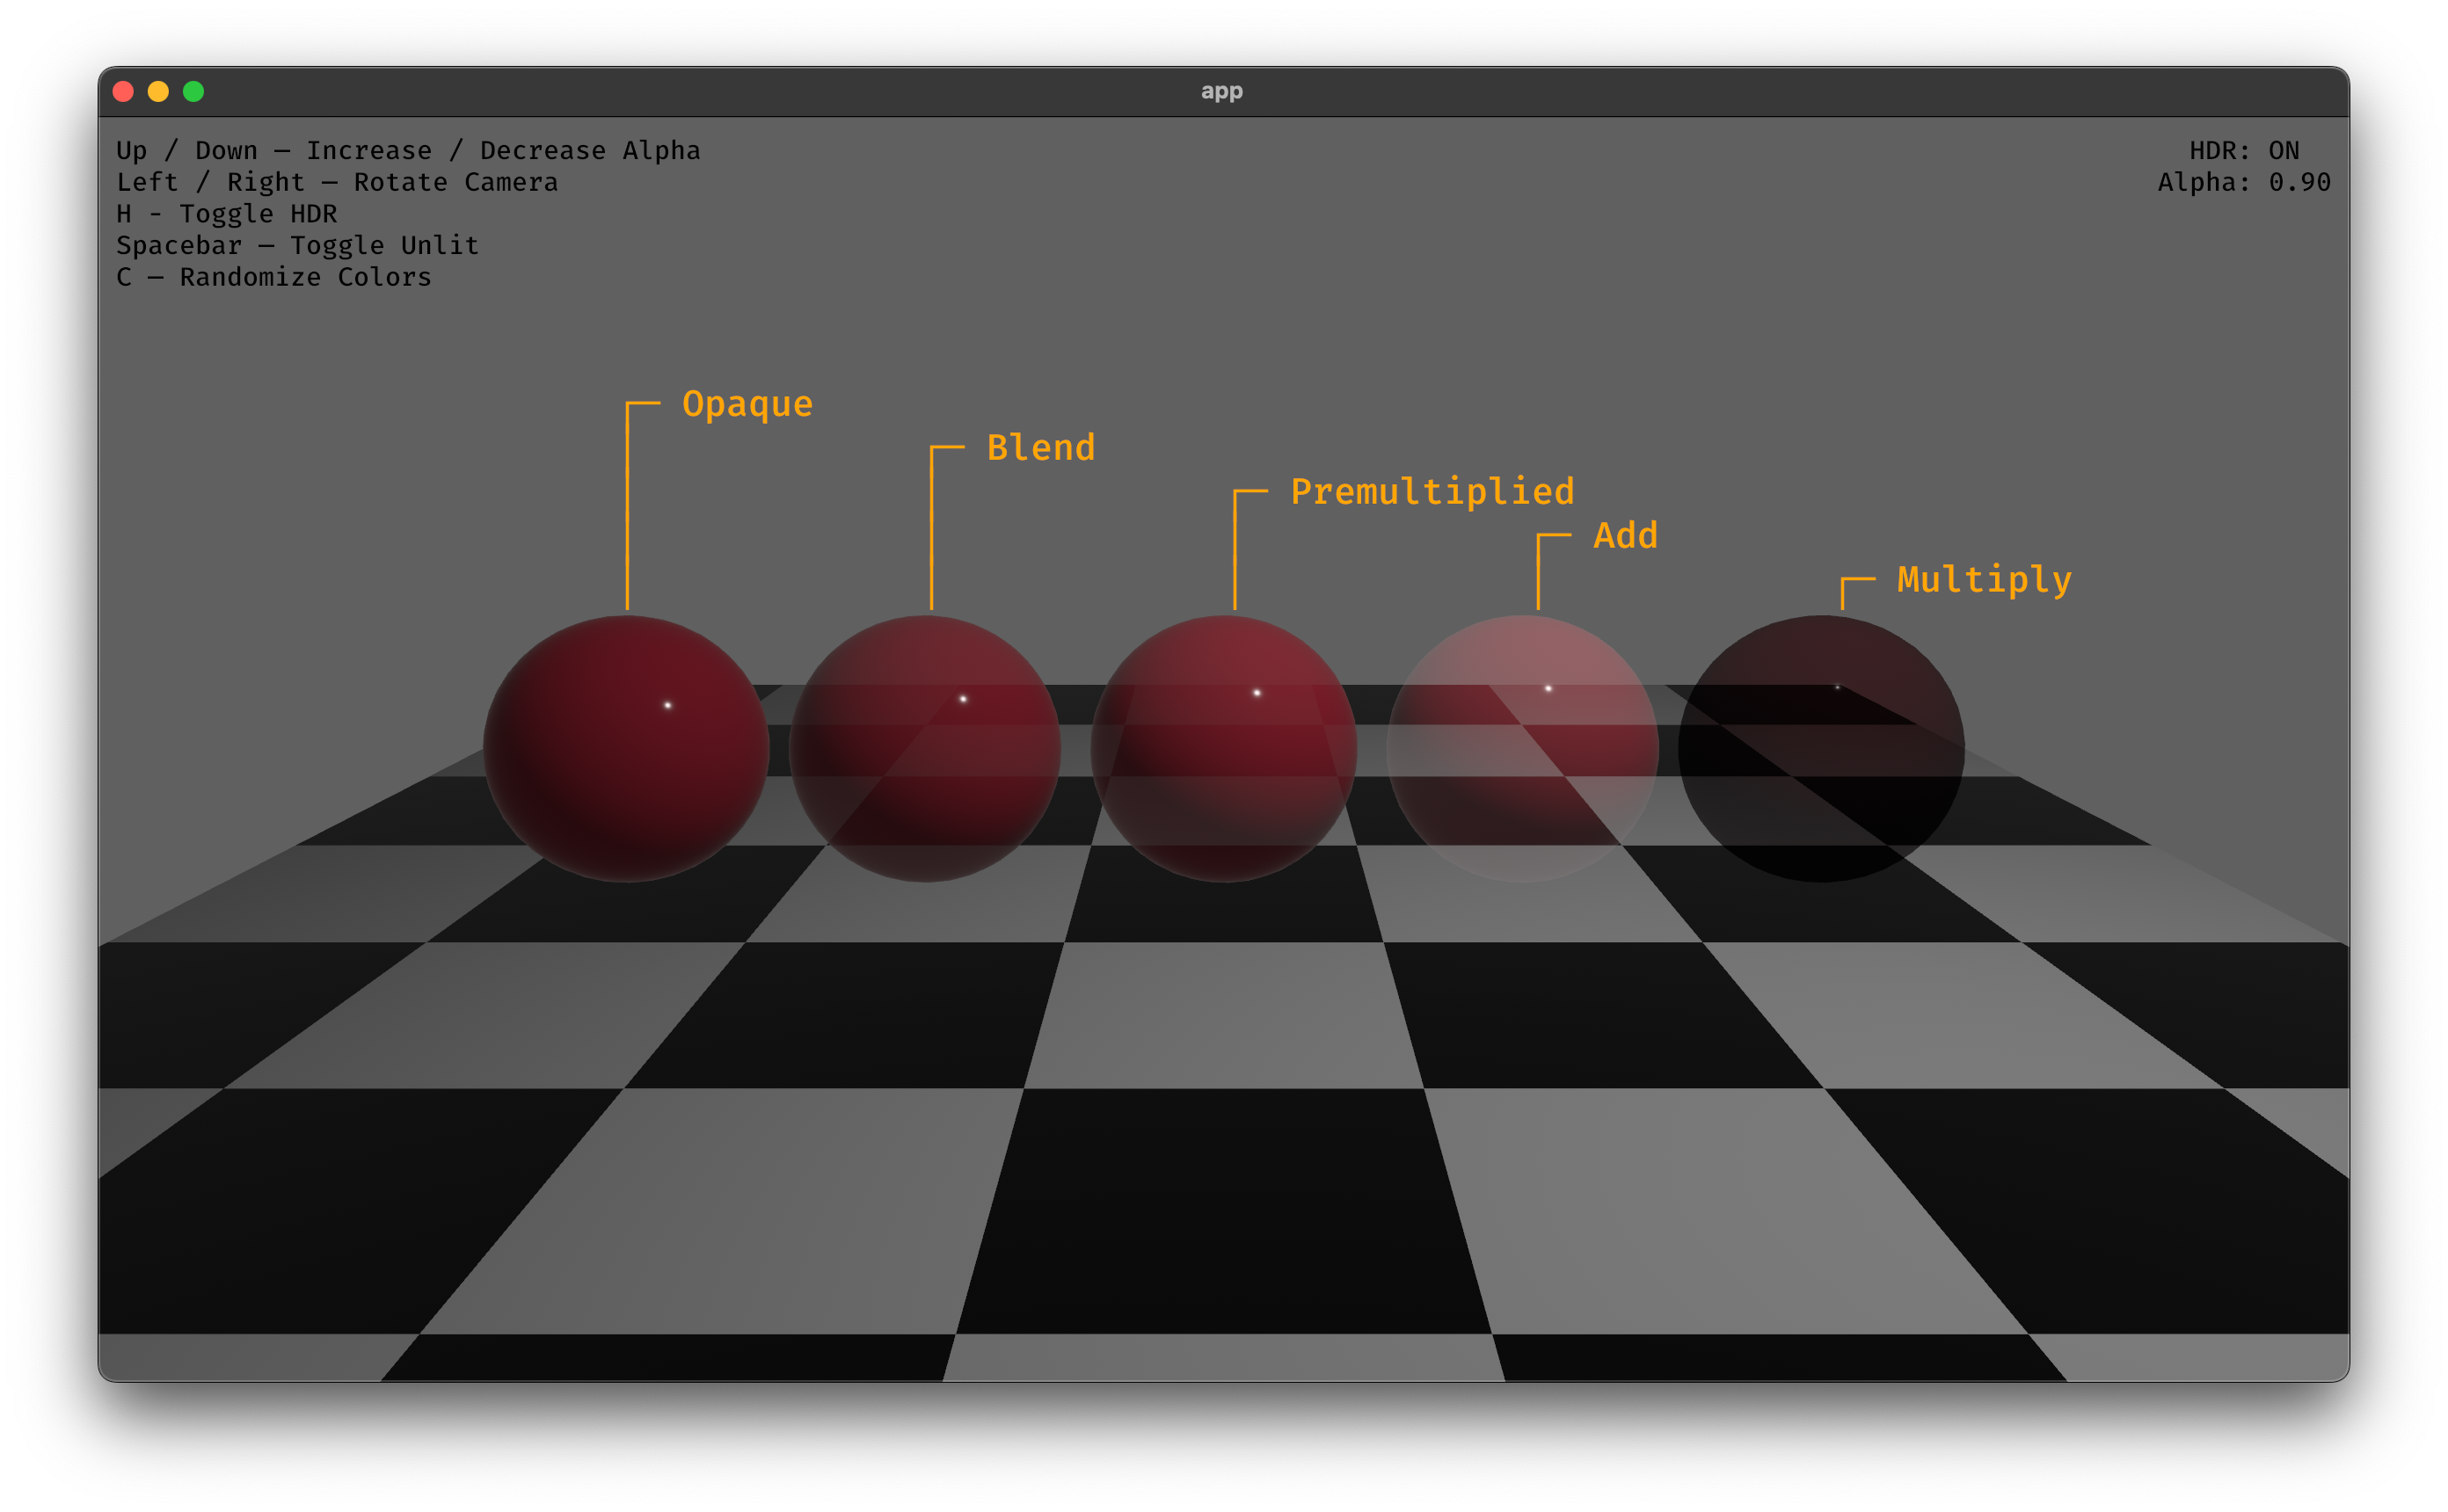 app
Up / Down — Increase / Decrease Alpha
Left / Right — Rotate Camera
H - Toggle HDR
Spacebar — Toggle Unlit
C — Randomize Colors
HDR: ON
Alpha: 0.90
Opaque
Blend
Premultiplied
Add
Multiply